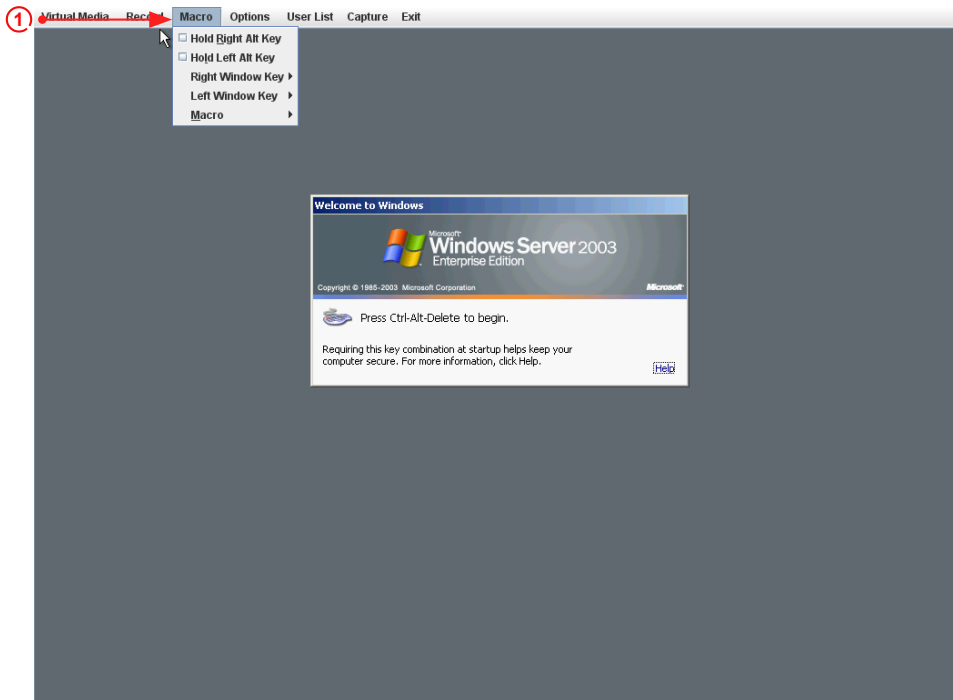 1
Virtual Media Record Macro Options User List Capture Exit
Hold Right Alt Key
Hold Left Alt Key
Right Window Key
Left Window Key
Macro
Welcome to Windows
Microsoft
Windows Server 2003
Enterprise Edition
Copyright © 1985-2003 Microsoft Corporation Microsoft
Press Ctrl-Alt-Delete to begin.
Requiring this key combination at startup helps keep your
computer secure. For more information, click Help.
Help